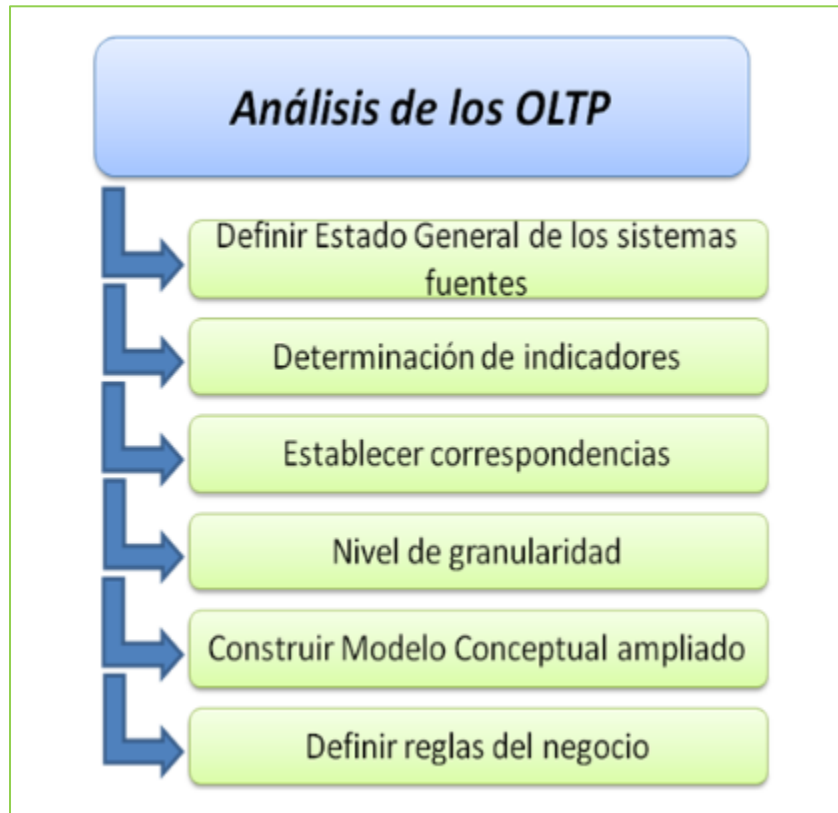 Análisis de los OLTP
Definir Estado General de los sistemas
fuentes
Determinación de indicadores
Establecer correspondencias
Nivel de granularidad
Construir Modelo Conceptual ampliado
Definir reglas del negocio